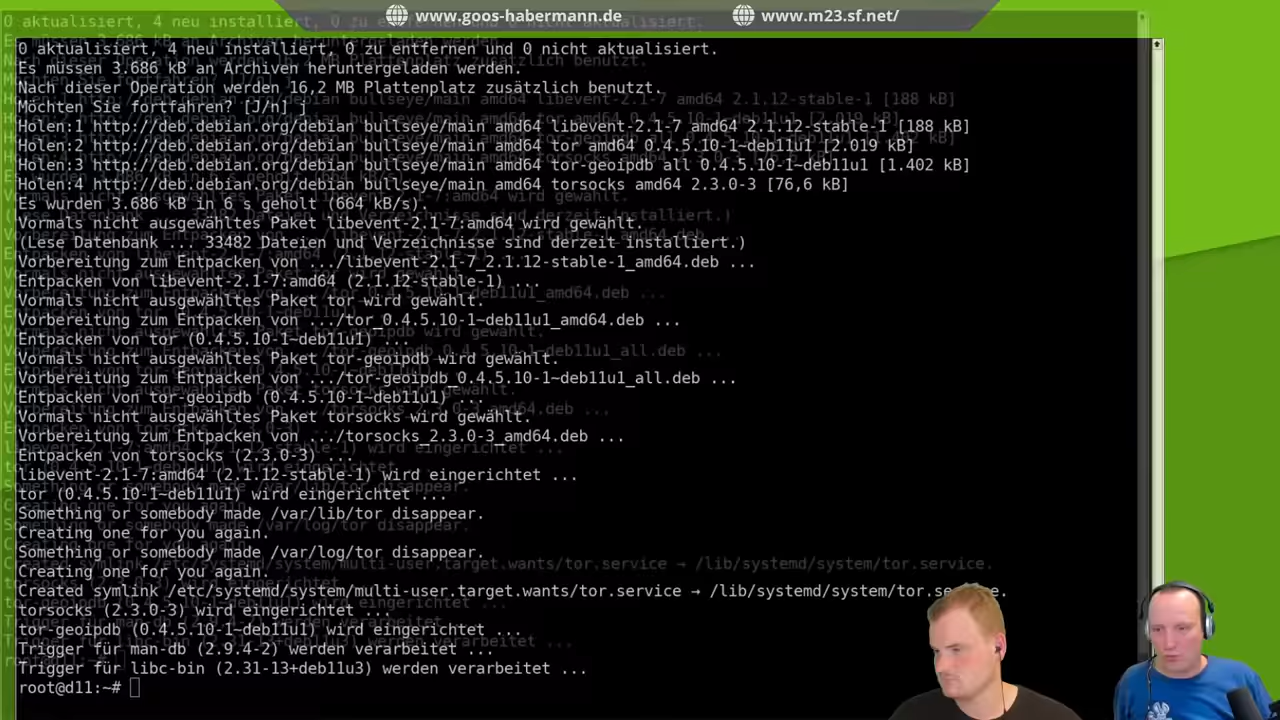 www.goos-habermann.de
www.m23.sf.net/
0 aktualisiert, 4 neu installiert, 0 zu entfernen und 0 nicht aktualisiert.
Es müssen 3.686 kB an Archiven heruntergeladen werden.
Nach dieser Operation werden 16,2 MB Plattenplatz zusätzlich benutzt.
Möchten Sie fortfahren? [J/n] j
Holen:1 http://deb.debian.org/debian bullseye/main amd64 libevent-2.1-7 amd64 2.1.12-stable-1 [188 kB]
Holen:2 http://deb.debian.org/debian bullseye/main amd64 tor amd64 0.4.5.10-1~deb11u1 [2.019 kB]
Holen:3 http://deb.debian.org/debian bullseye/main amd64 tor-geoipdb all 0.4.5.10-1~deb11u1 [1.402 kB]
Holen:4 http://deb.debian.org/debian bullseye/main amd64 torsocks amd64 2.3.0-3 [76,6 kB]
Es wurden 3.686 kB in 6 s geholt (664 kB/s).
Vormals nicht ausgewähltes Paket libevent-2.1-7:amd64 wird gewählt.
(Lese Datenbank ... 33482 Dateien und Verzeichnisse sind derzeit installiert.)
Vorbereitung zum Entpacken von .../libevent-2.1-7_2.1.12-stable-1_amd64.deb ...
Entpacken von libevent-2.1-7:amd64 (2.1.12-stable-1) ...
Vormals nicht ausgewähltes Paket tor wird gewählt.
Vorbereitung zum Entpacken von .../tor_0.4.5.10-1~deb11u1_amd64.deb ...
Entpacken von tor (0.4.5.10-1~deb11u1) ...
Vormals nicht ausgewähltes Paket tor-geoipdb wird gewählt.
Vorbereitung zum Entpacken von .../tor-geoipdb_0.4.5.10-1~deb11u1_all.deb ...
Entpacken von tor-geoipdb (0.4.5.10-1~deb11u1) ...
Vormals nicht ausgewähltes Paket torsocks wird gewählt.
Vorbereitung zum Entpacken von .../torsocks_2.3.0-3_amd64.deb ...
Entpacken von torsocks (2.3.0-3) ...
libevent-2.1-7:amd64 (2.1.12-stable-1) wird eingerichtet ...
tor (0.4.5.10-1~deb11u1) wird eingerichtet ...
Something or somebody made /var/lib/tor disappear.
Creating one for you again.
Something or somebody made /var/log/tor disappear.
Creating one for you again.
Created symlink /etc/systemd/system/multi-user.target.wants/tor.service → /lib/systemd/system/tor.service.
torsocks (2.3.0-3) wird eingerichtet ...
tor-geoipdb (0.4.5.10-1~deb11u1) wird eingerichtet ...
Trigger für man-db (2.9.4-2) werden verarbeitet ...
Trigger für libc-bin (2.31-13+deb11u3) werden verarbeitet ...
root@d11:~#